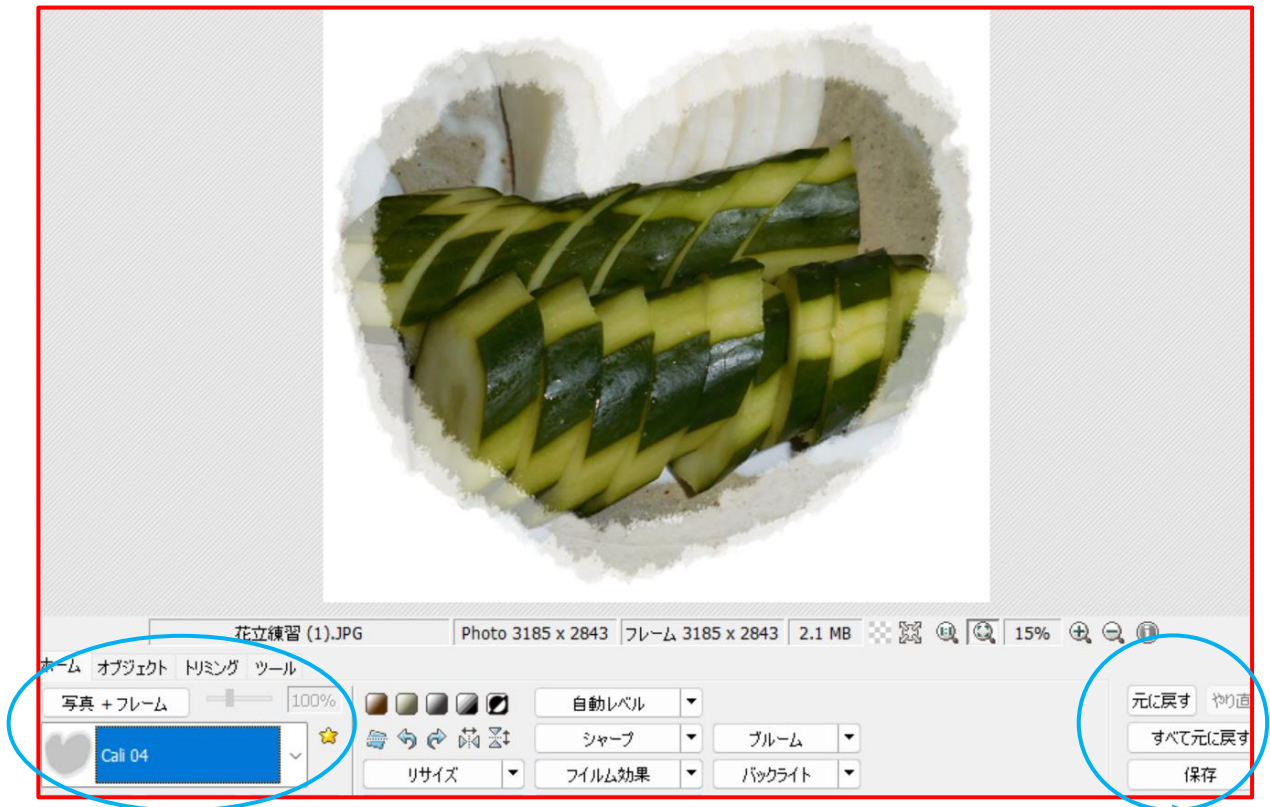 花立練習 (1).JPG Photo 3185 x 2843 フレーム 3185 x 2843 2.1 MB 15%
ホーム オブジェクト トリミング ツール
写真 + フレーム 100% 自動レベル 元に戻す やり直
Cali 04 シャープ ブルーム すべて元に戻す
リサイズ フイルム効果 バックライト 保存